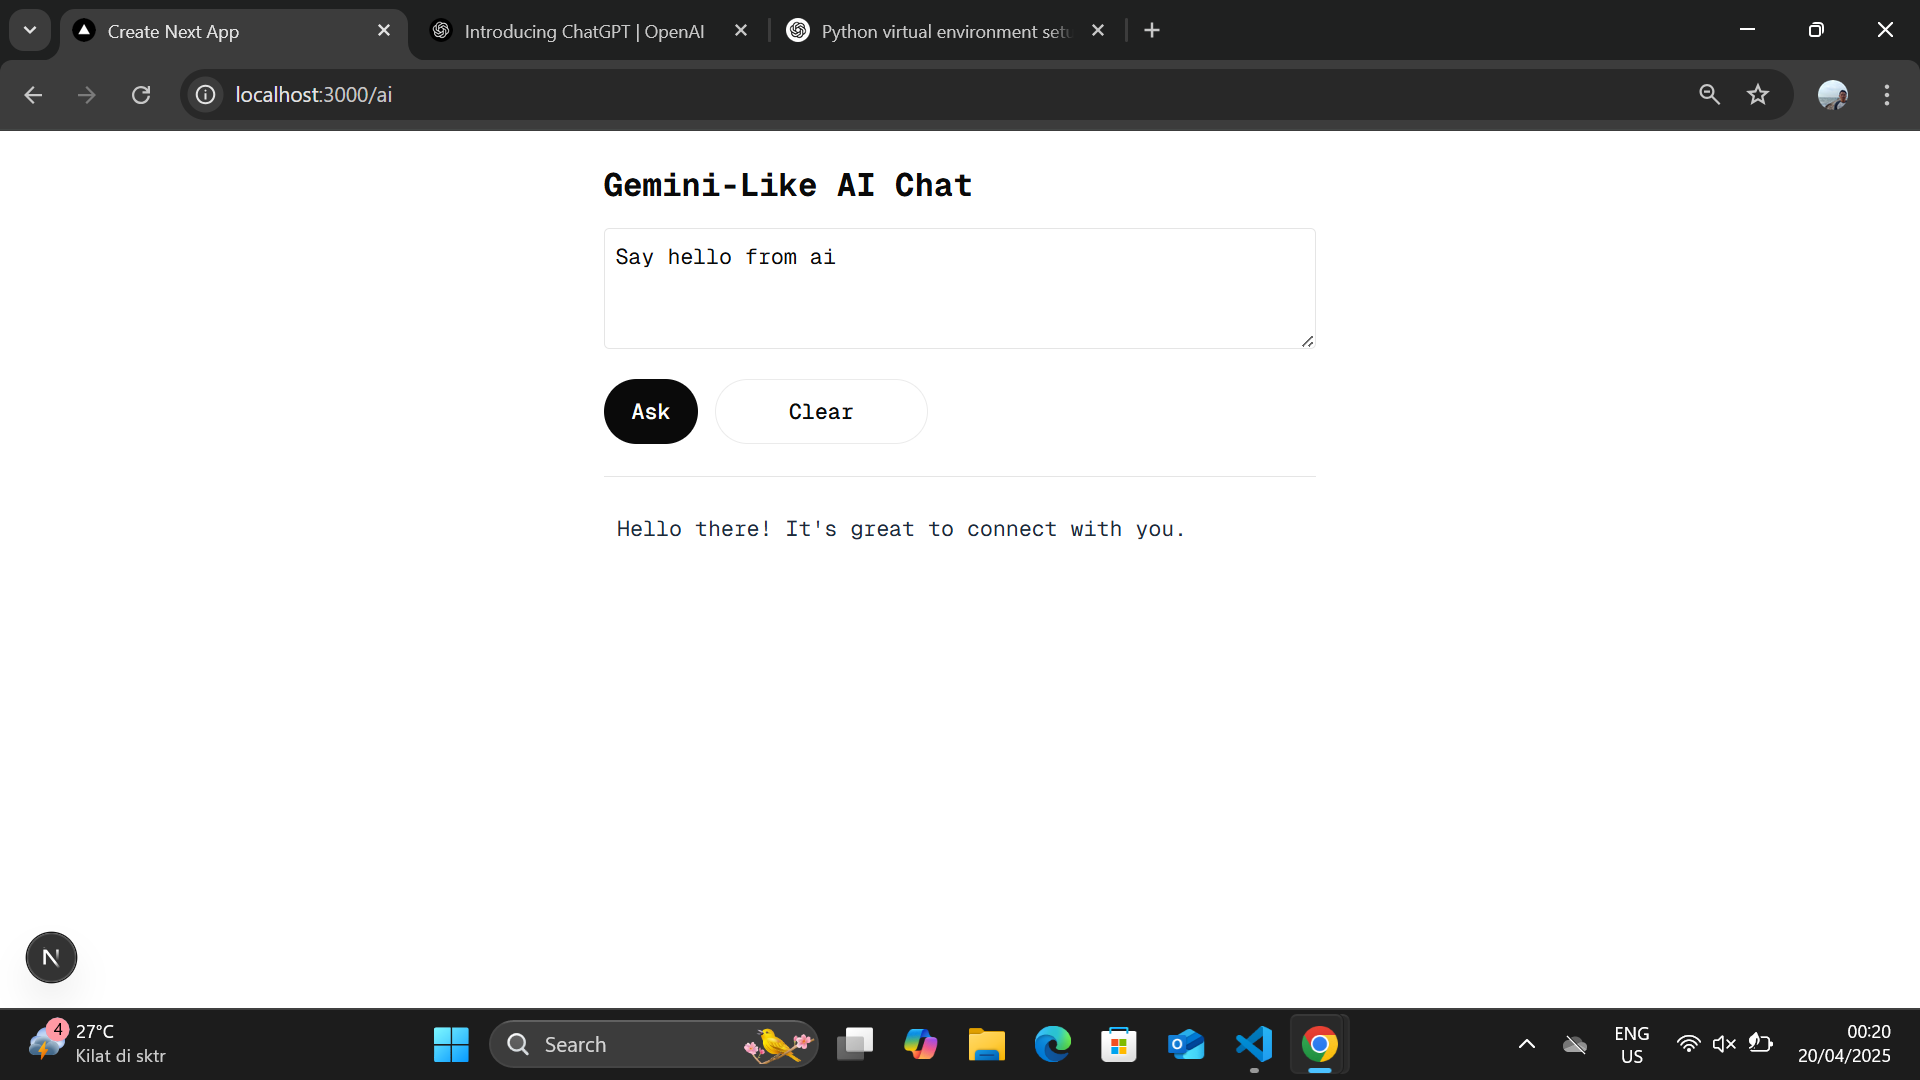 Create Next App
Introducing ChatGPT | OpenAI
Python virtual environment setu
localhost:3000/ai
Gemini-Like AI Chat
Say hello from ai
Ask
Clear
Hello there! It's great to connect with you.
N
4
27°C
Kilat di sktr
Search
ENG
US
00:20
20/04/2025